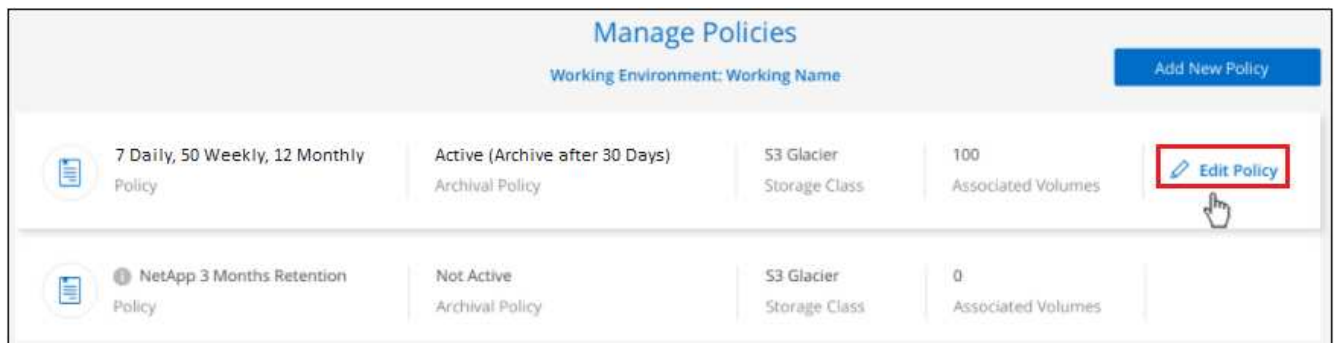 Manage Policies
Working Environment: Working Name
Add New Policy
7 Daily, 50 Weekly, 12 Monthly
Policy
Active (Archive after 30 Days)
Archival Policy
S3 Glacier
Storage Class
100
Associated Volumes
Edit Policy
NetApp 3 Months Retention
Policy
Not Active
Archival Policy
S3 Glacier
Storage Class
0
Associated Volumes